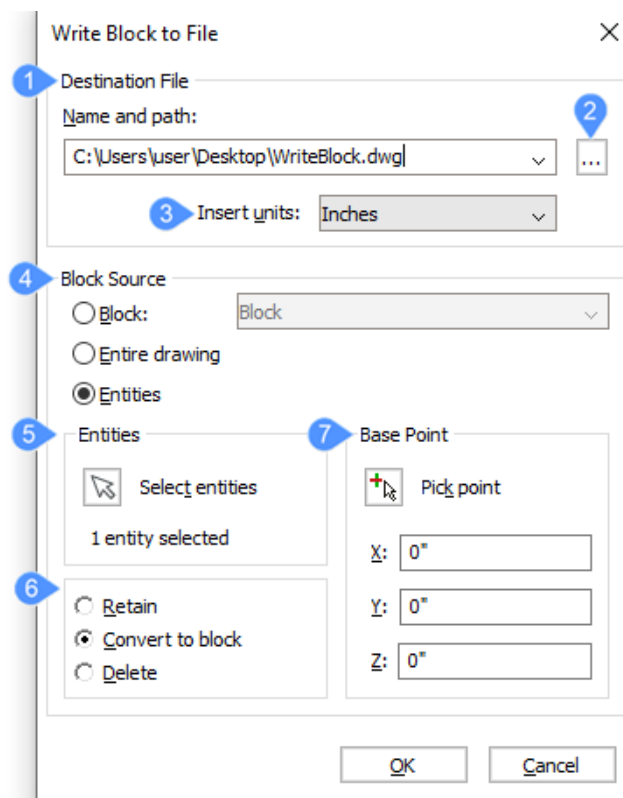 Write Block to File
1 Destination File
Name and path:
2
C:\Users\user\Desktop\WriteBlock.dwg
...
3 Insert units: Inches
4 Block Source
Block: Block
Entire drawing
Entities
5 Entities
Select entities
1 entity selected
6
Retain
Convert to block
Delete
7 Base Point
Pick point
X: 0"
Y: 0"
Z: 0"
OK Cancel